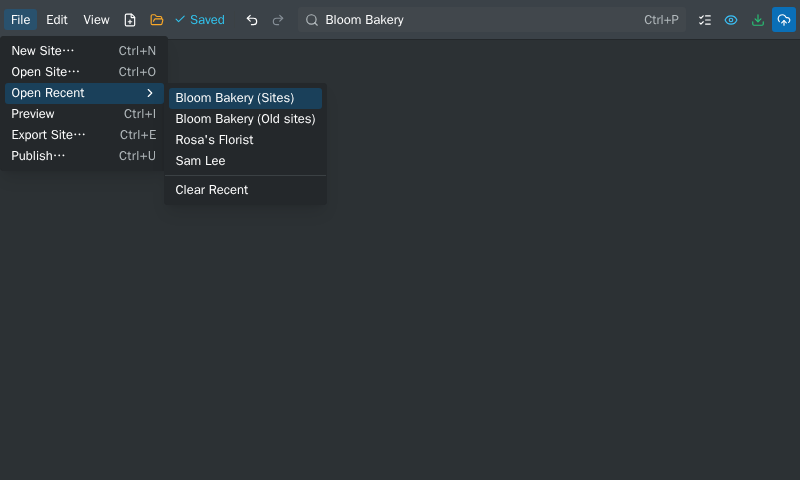 File Edit View Saved Bloom Bakery Ctrl+P
New Site··· Ctrl+N
Open Site··· Ctrl+O
Open Recent
Preview Ctrl+I
Export Site··· Ctrl+E
Publish··· Ctrl+U
Bloom Bakery (Sites)
Bloom Bakery (Old sites)
Rosa's Florist
Sam Lee
Clear Recent